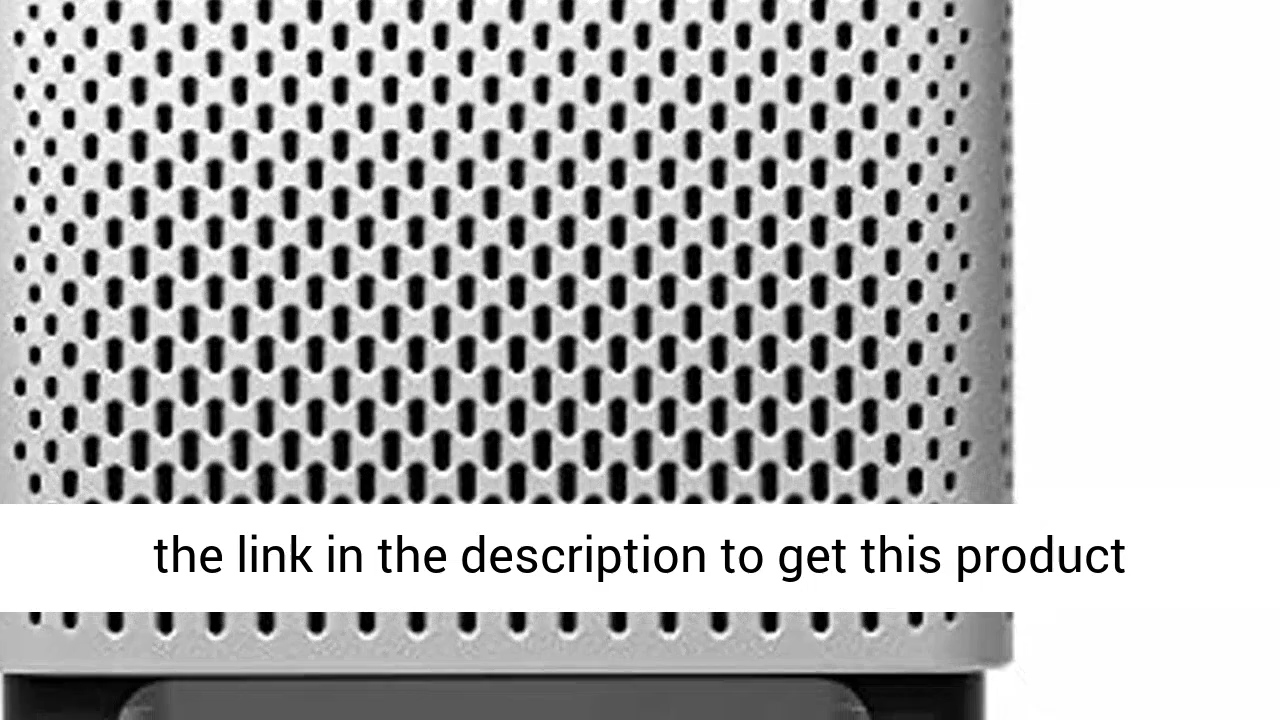 the link in the description to get this product